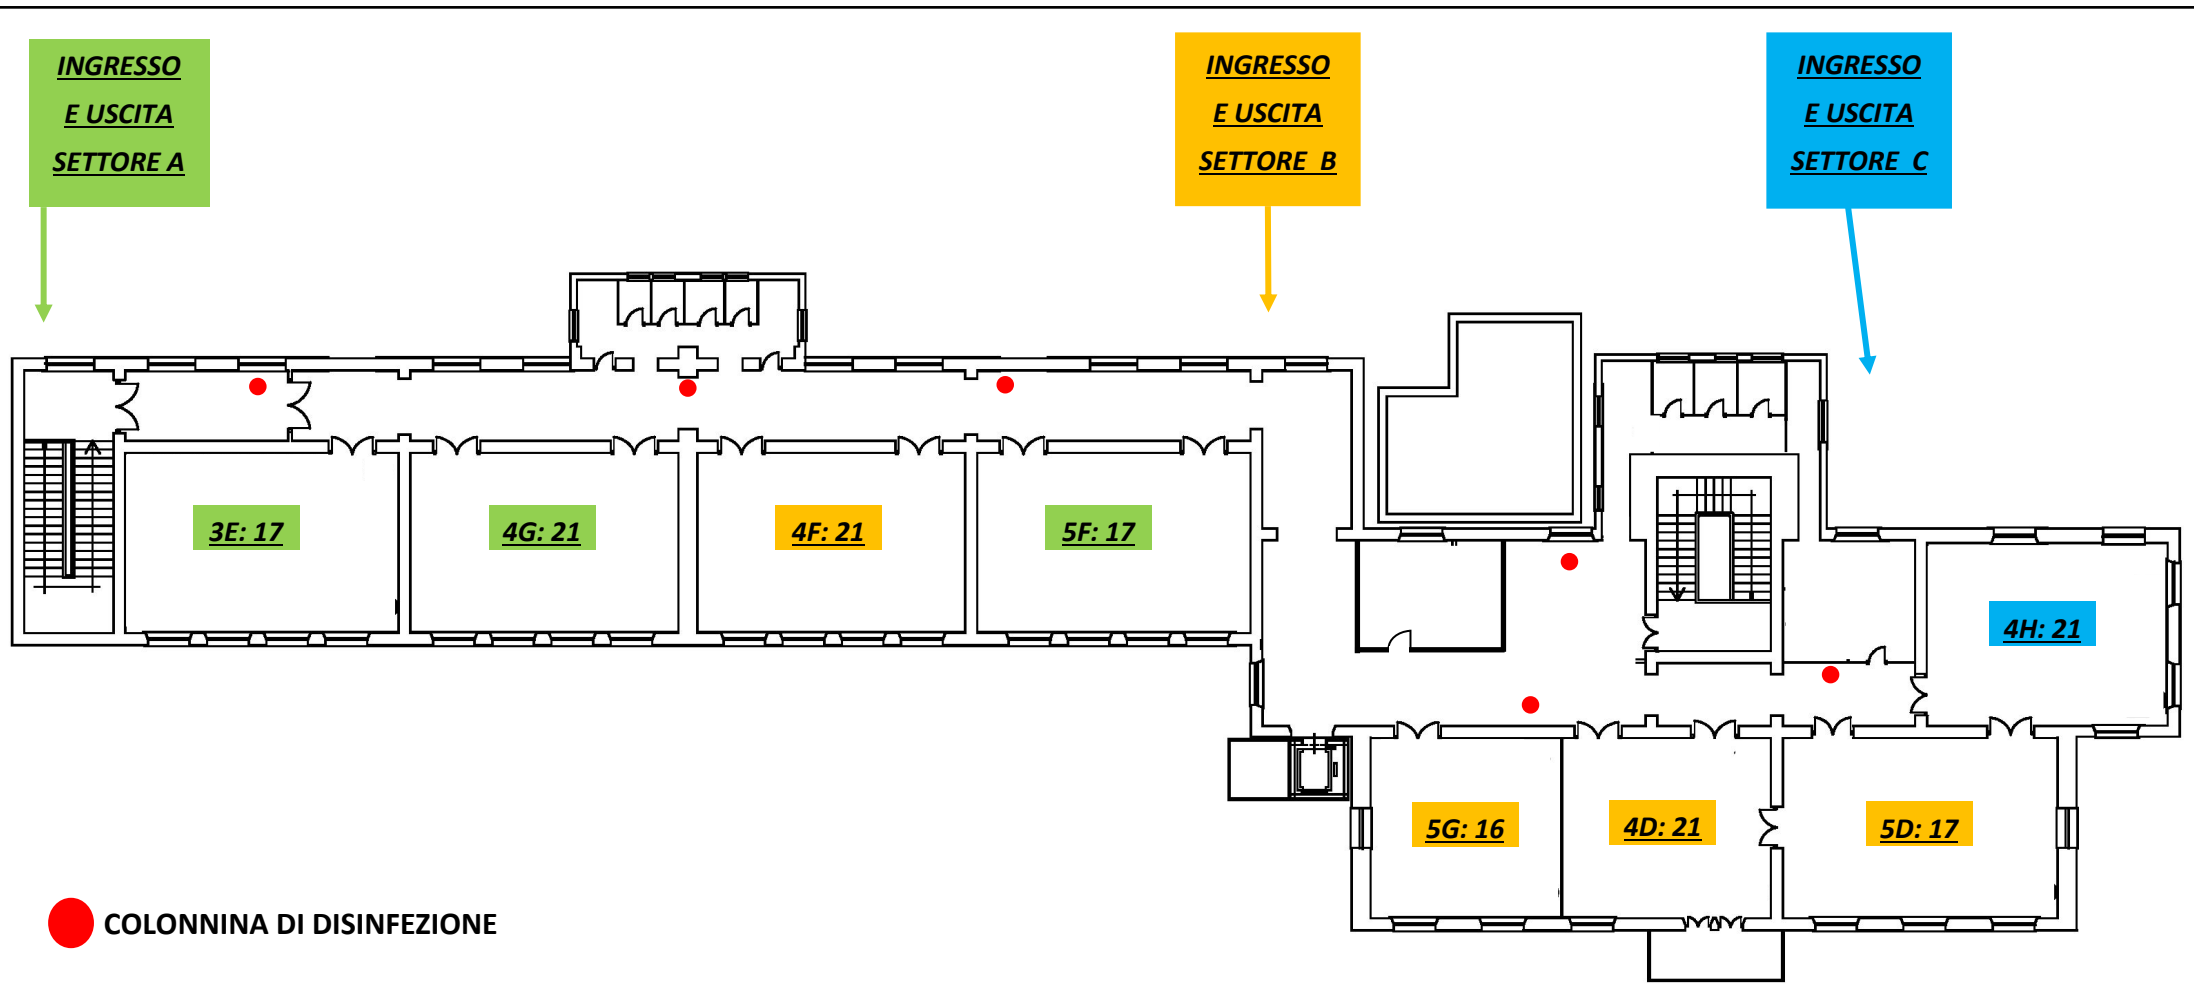 INGRESSO
E USCITA
SETTORE A
INGRESSO
E USCITA
SETTORE B
INGRESSO
E USCITA
SETTORE C
3E: 17
4G: 21
4F: 21
5F: 17
4H: 21
5G: 16
4D: 21
5D: 17
COLONNINA DI DISINFEZIONE